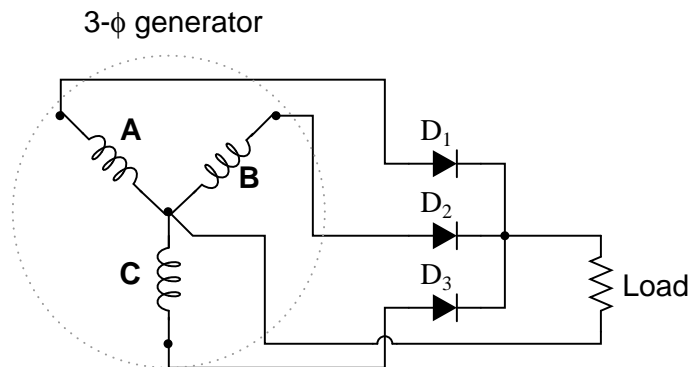 3-ϕ generator
A
B
C
D1
D2
D3
Load